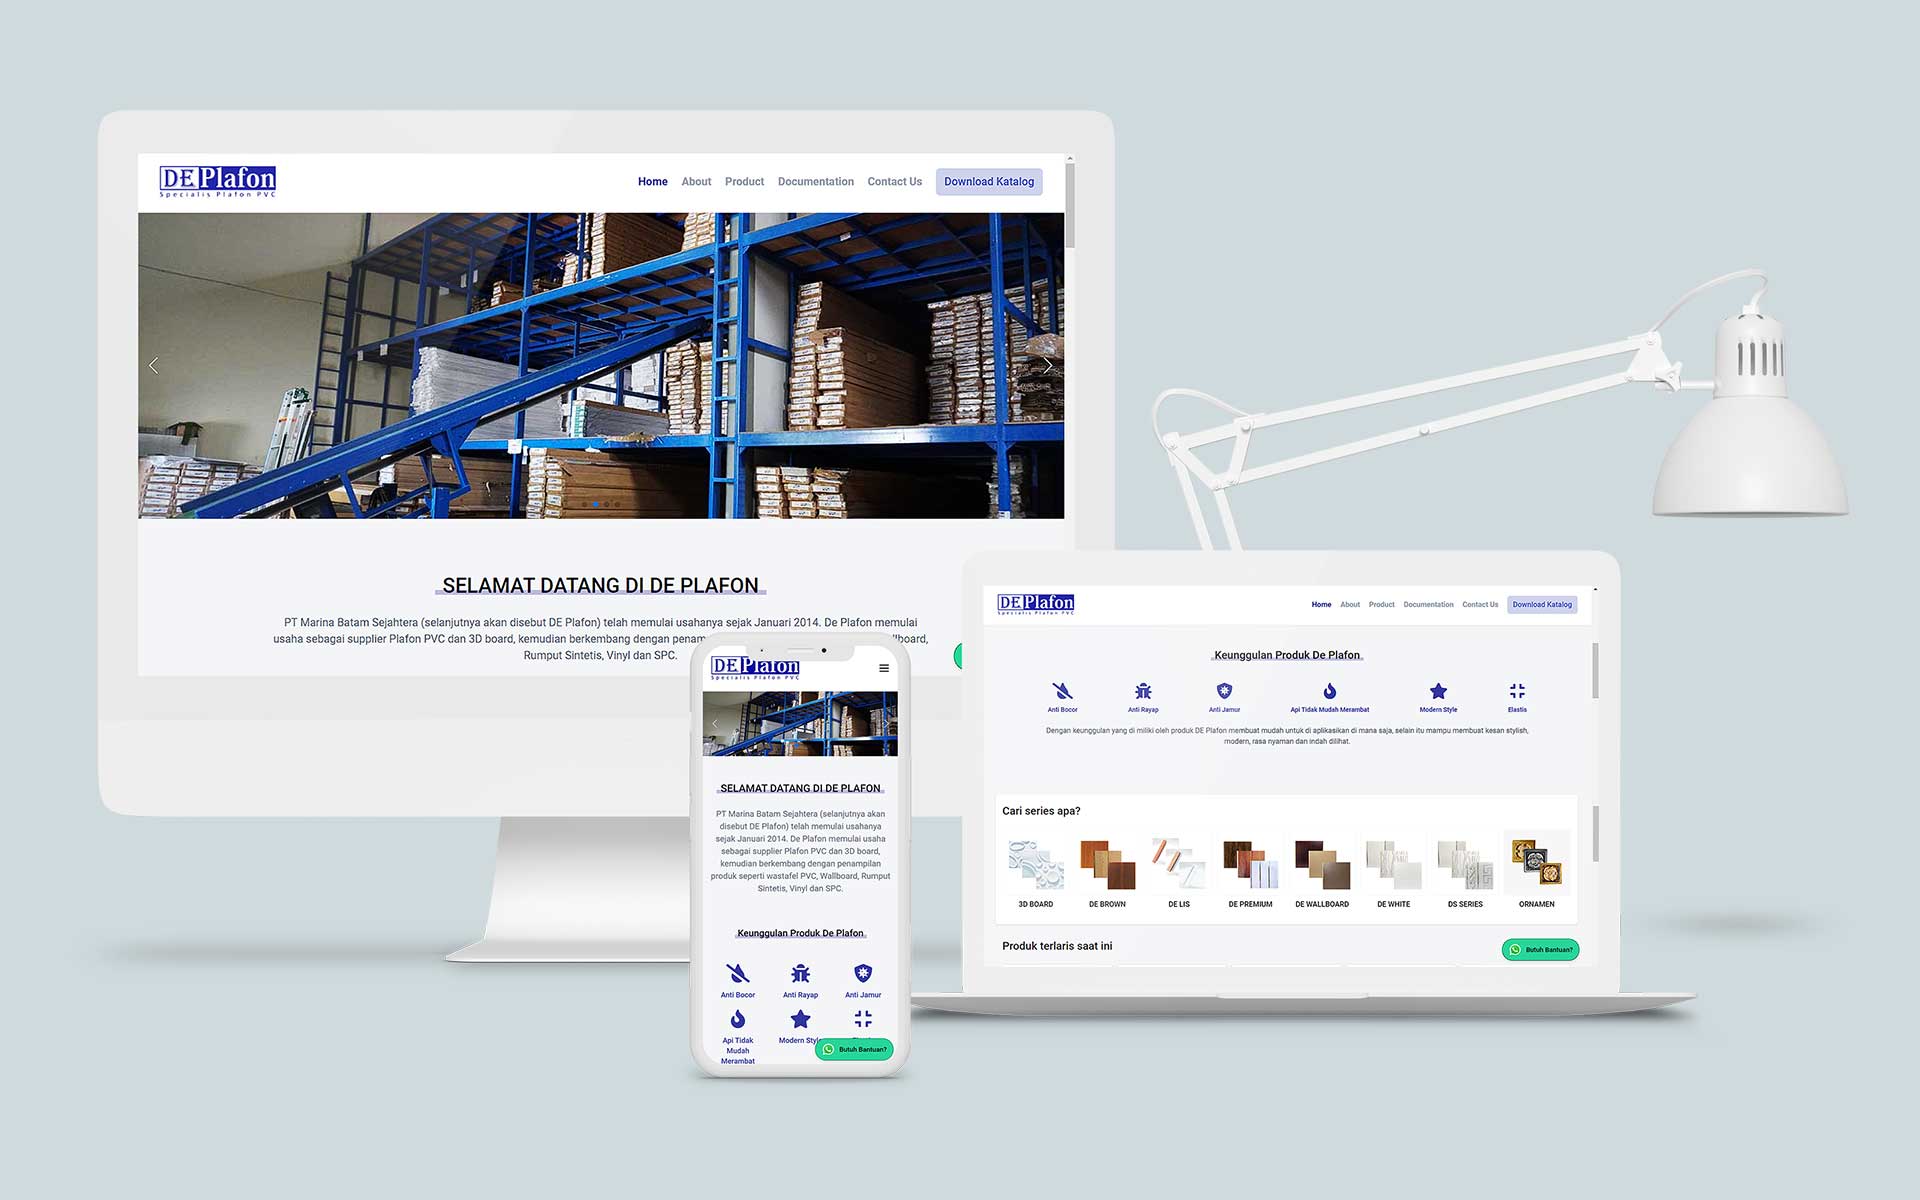 DE Plafon
Specialis Plafon PVC
Home About Product Documentation Contact Us Download Katalog
SELAMAT DATANG DI DE PLAFON
PT Marina Batam Sejahtera (selanjutnya akan disebut DE Plafon) telah memulai usahanya sejak Januari 2014. De Plafon memulai
usaha sebagai supplier Plafon PVC dan 3D board, kemudian berkembang dengan penam
lboard,
Rumput Sintetis, Vinyl dan SPC.
DE Plafon
Specialis Plafon PVC
SELAMAT DATANG DI DE PLAFON
PT Marina Batam Sejahtera (selanjutnya akan
disebut DE Plafon) telah memulai usahanya
sejak Januari 2014. De Plafon memulai usaha
sebagai supplier Plafon PVC dan 3D board,
kemudian berkembang dengan penampilan
produk seperti wastafel PVC, Wallboard, Rumput
Sintetis, Vinyl dan SPC.
Keunggulan Produk De Plafon
Anti Bocor Anti Rayap Anti Jamur
Api Tidak
Mudah
Merambat
Modern Style
Butuh Bantuan?
DE Plafon
Specialis Plafon PVC
Home About Product Documentation Contact Us Download Katalog
Keunggulan Produk De Plafon
Anti Bocor Anti Rayap Anti Jamur Api Tidak Mudah Merambat Modern Style Elastis
Dengan keunggulan yang di miliki oleh produk DE Plafon membuat mudah untuk di aplikasikan di mana saja, selain itu mampu membuat kesan stylish,
modern, rasa nyaman dan indah dilihat.
Cari series apa?
3D BOARD DE BROWN DE LIS DE PREMIUM DE WALLBOARD DE WHITE DS SERIES ORNAMEN
Produk terlaris saat ini
Butuh Bantuan?